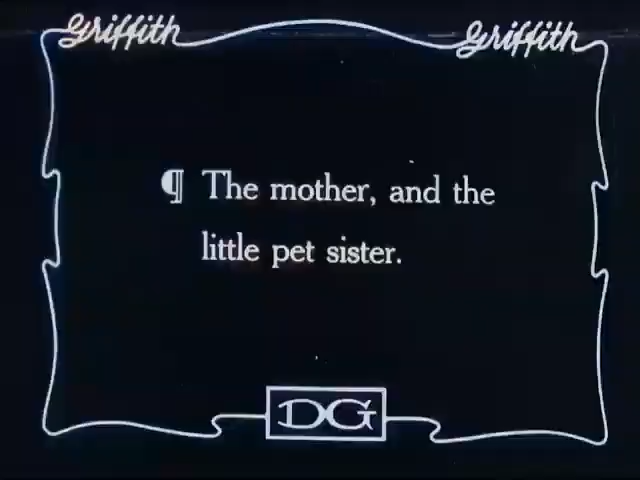 Griffith Griffith
¶ The mother, and the
little pet sister.
DG